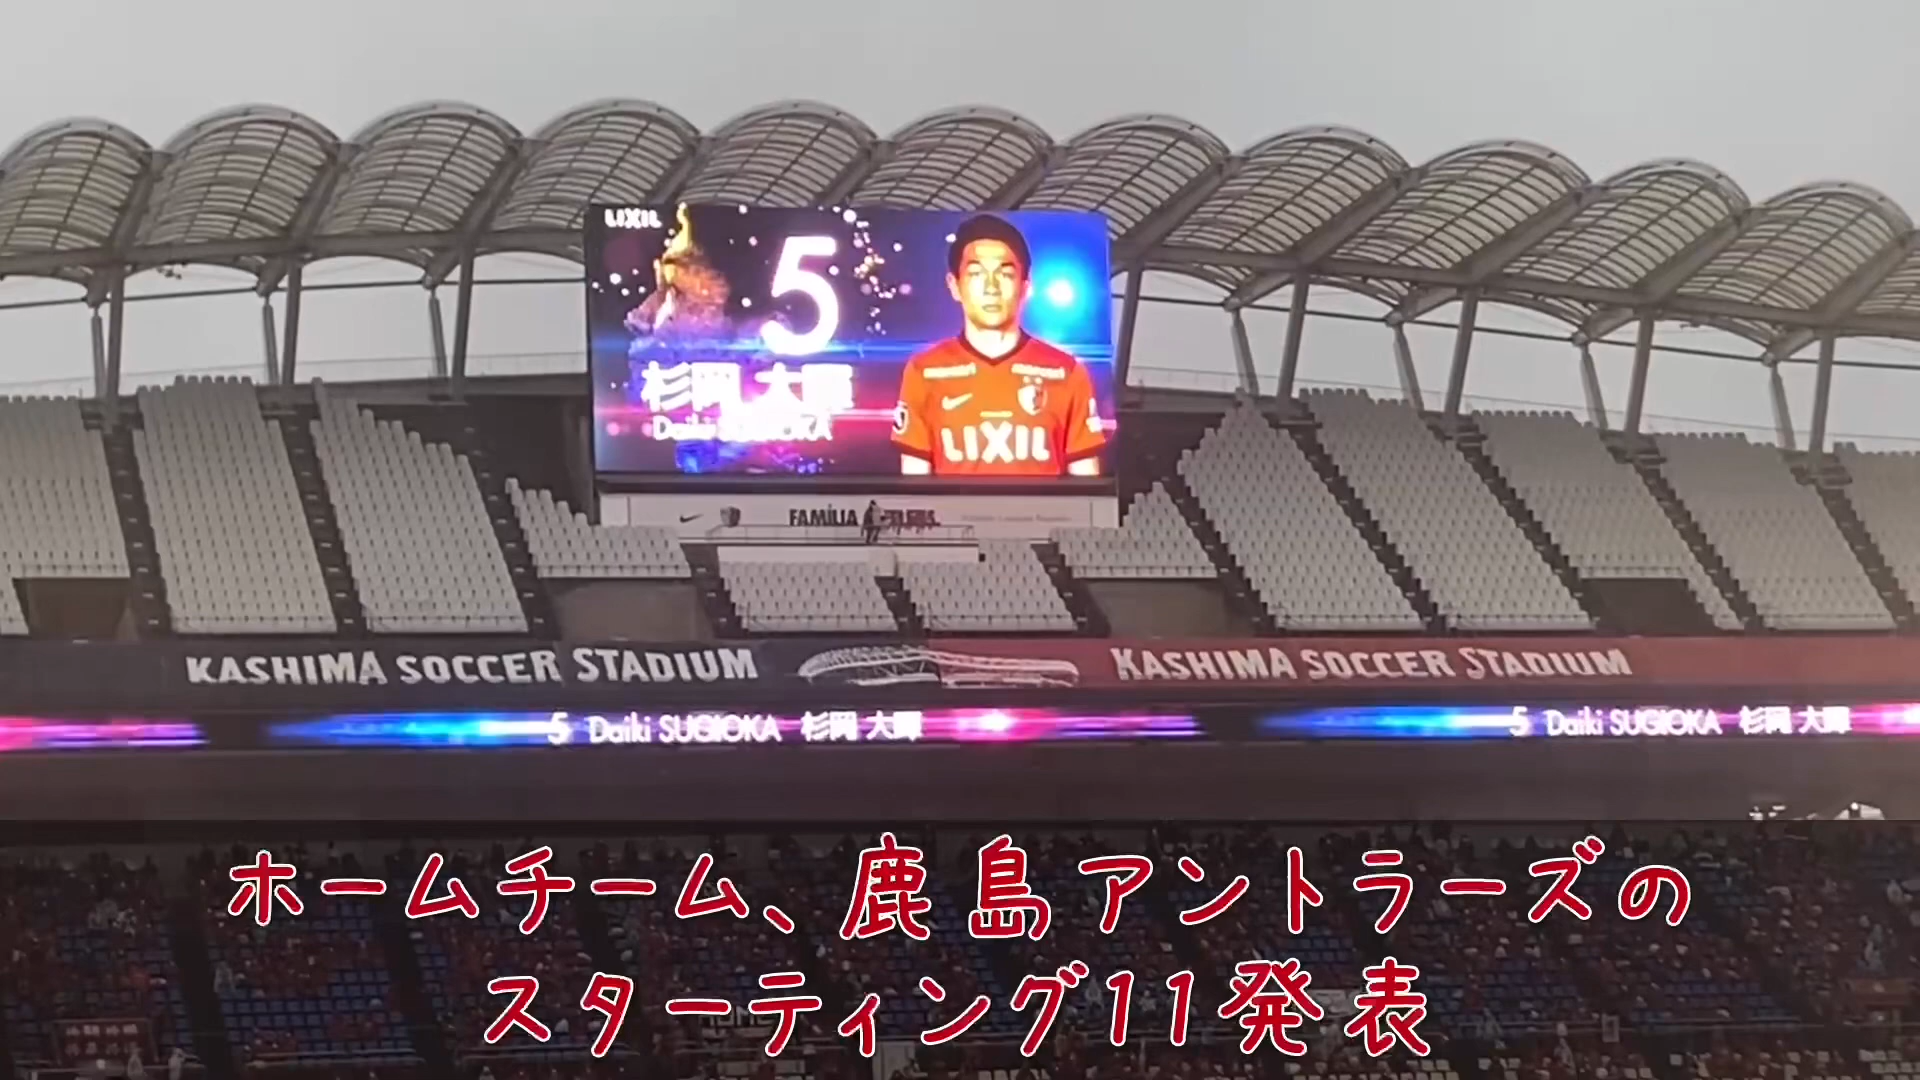 LIXIL
5
杉岡 大暉
Daiki SUGIOKA
LIXIL
FAMÍLIA
KASHIMA SOCCER STADIUM KASHIMA SOCCER STADIUM
5 Daiki SUGIOKA 杉岡 大暉 5 Daiki SUGIOKA 杉岡 大暉
ホームチーム、鹿島アントラーズの
スターティング11発表